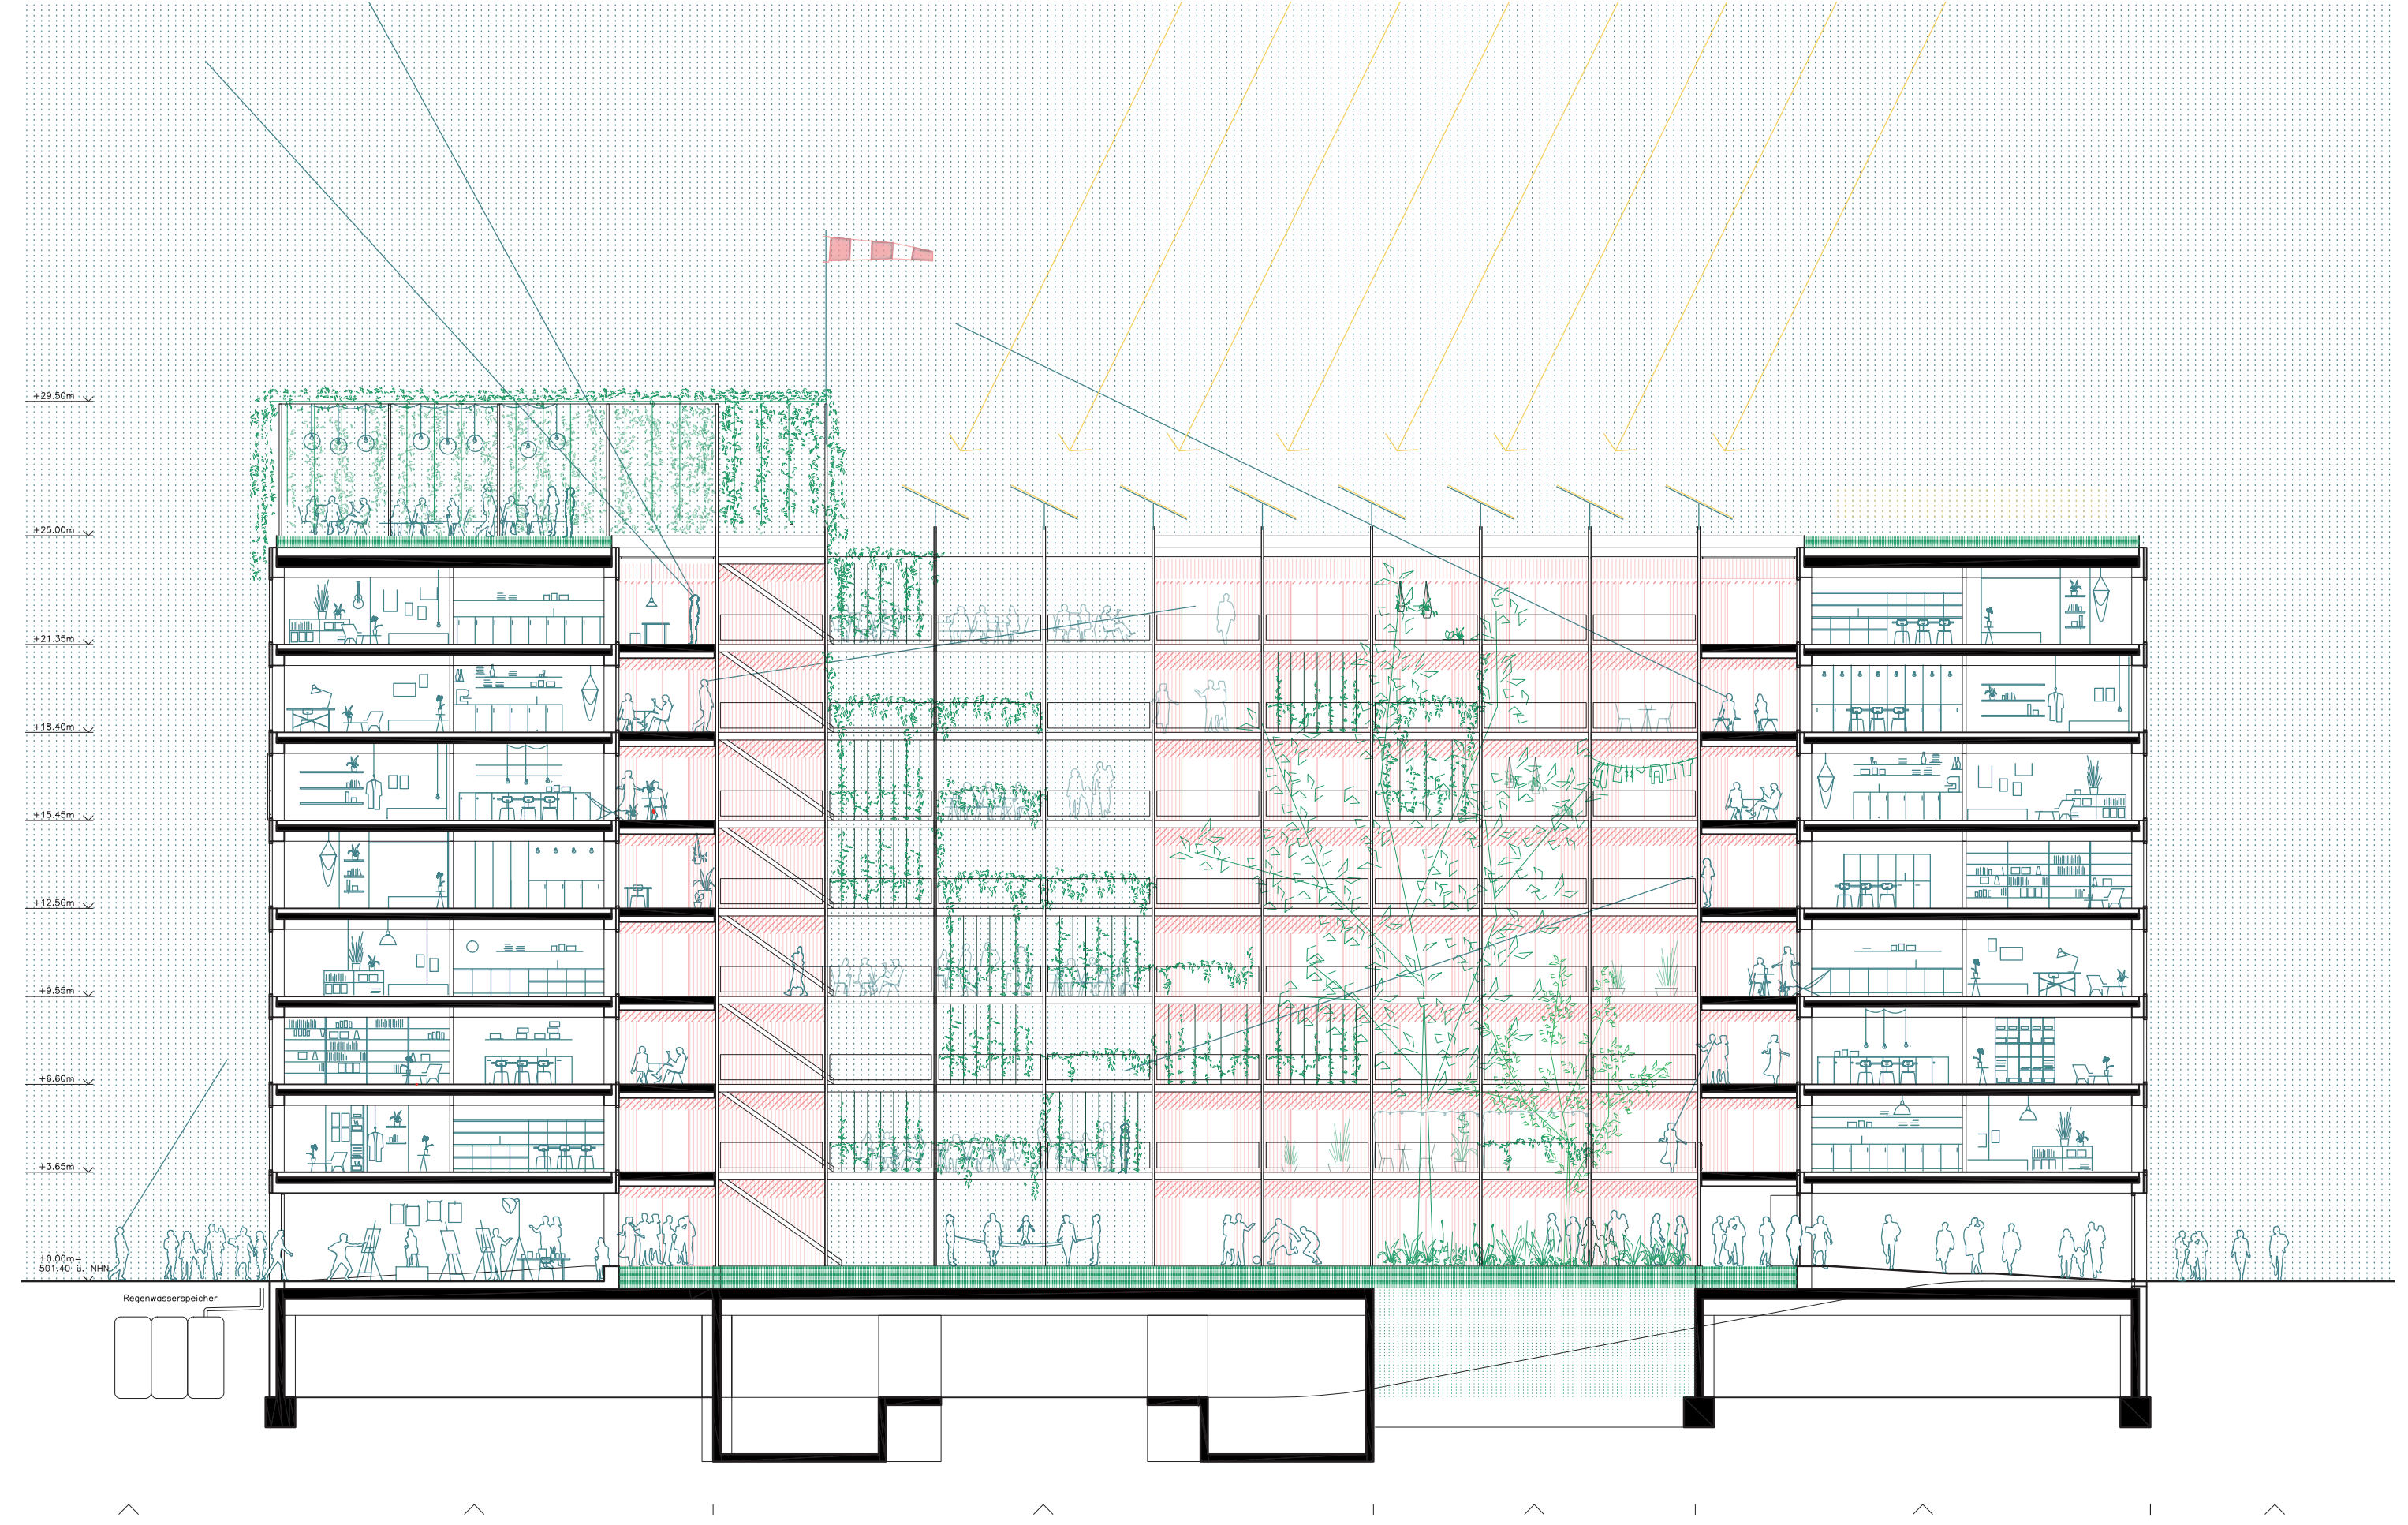 +29.50m
+25.00m
+21.35m
+18.40m
+15.45m
+12.50m
+9.55m
+6.60m
+3.65m
±0.00m=
501.40 ü. NHN
Regenwasserspeicher